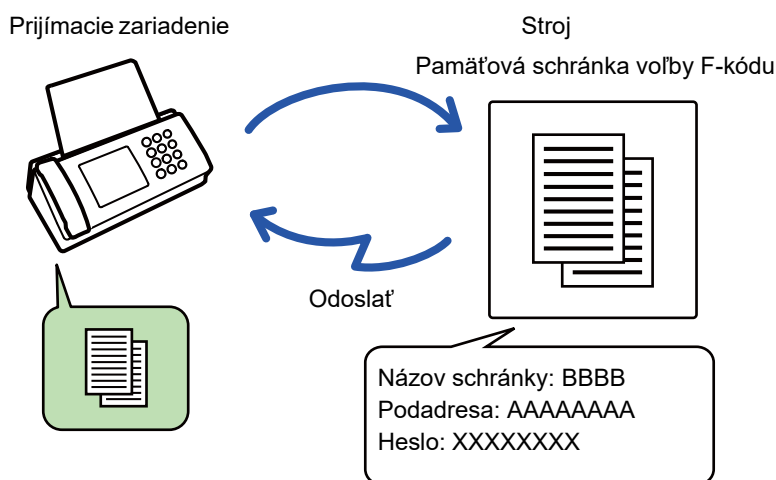 Prijímacie zariadenie
Stroj
Pamäťová schránka voľby F-kódu
Odoslať
Názov schránky: BBBB
Podadresa: AAAAAAAA
Heslo: XXXXXXXX